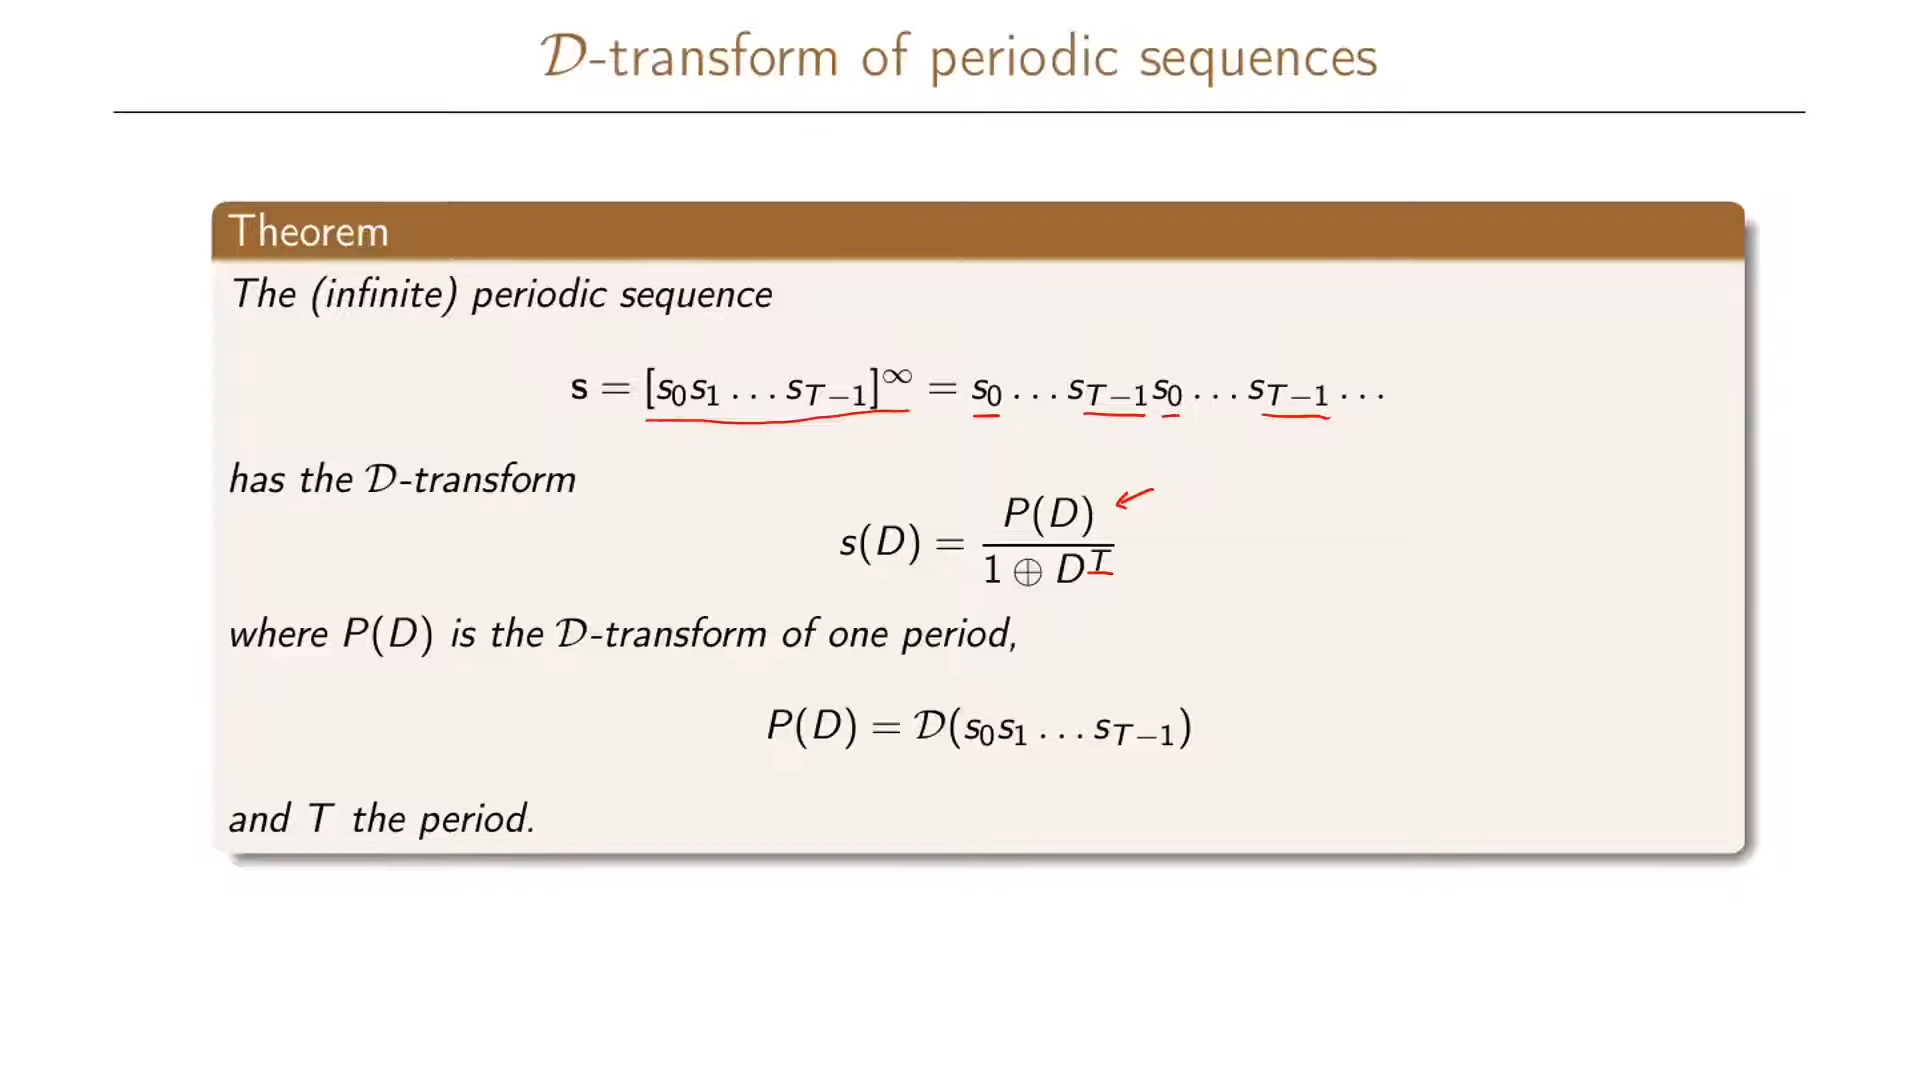 𝒟-transform of periodic sequences
Theorem
The (infinite) periodic sequence
s = [s₀s₁ . . . s_{T−1}]^∞ = s₀ . . . s_{T−1}s₀ . . . s_{T−1} . . .
has the 𝒟-transform
s(D) = P(D) / (1 ⊕ D^T)
where P(D) is the 𝒟-transform of one period,
P(D) = 𝒟(s₀s₁ . . . s_{T−1})
and T the period.